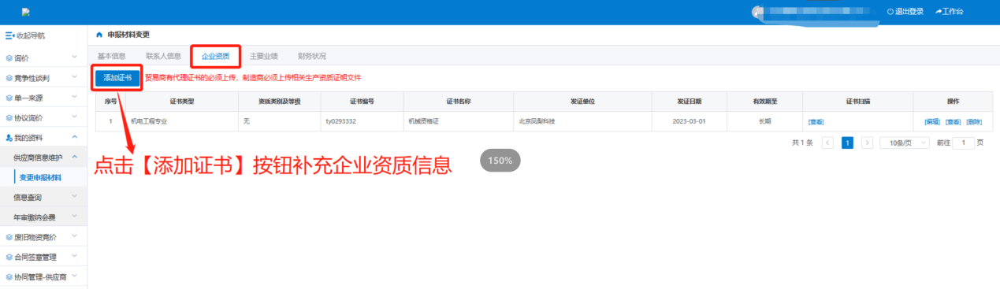 退出登录 工作台
收起导航
申报材料变更
询价
竞争性谈判
单一来源
协议询价
我的资料
供应商信息维护
变更申报材料
信息查询
年审缴纳会费
废旧物资竞价
合同签章管理
协同管理-供应商
基本信息 联系人信息 企业资质 主要业绩 财务状况
添加证书 贸易商有代理证书的必须上传，制造商必须上传相关生产资质证明文件
序号 证书类型 资质类别及等级 证书编号 证书名称 发证单位 发证日期 有效期至 证书扫描 操作
1 机电工程专业 无 ty0293332 机械资格证 北京凤梨科技 2023-03-01 长期 [查看] [编辑] [查看] [删除]
共 1 条 < 1 > 10条/页 前往 1 页
点击【添加证书】按钮补充企业资质信息
150%